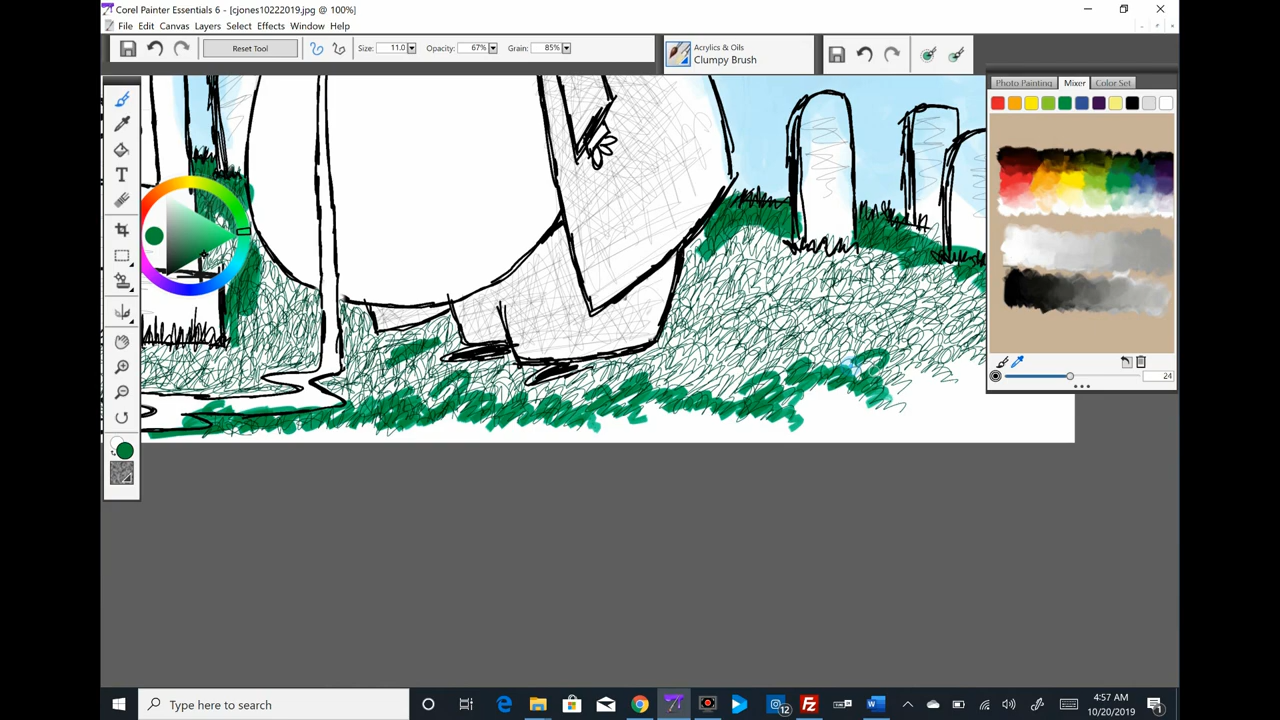 Corel Painter Essentials 6 - [cjones10222019.jpg @ 100%]
File Edit Canvas Layers Select Effects Window Help
Reset Tool Size: 11.0 Opacity: 67% Grain: 85%
Acrylics & Oils
Clumpy Brush
Photo Painting Mixer Color Set
24
Type here to search
12
4:57 AM
10/20/2019